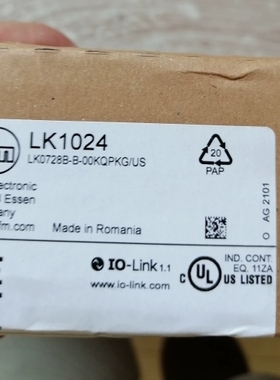 LK1024
LK0728B-B-00KQPKG/US
20
PAP
ectronic
Essen
any
fm.com
Made in Romania
O AG 2101
IO-Link 1.1
www.io-link.com
IND. CONT.
EQ. 11ZA
C UL US LISTED